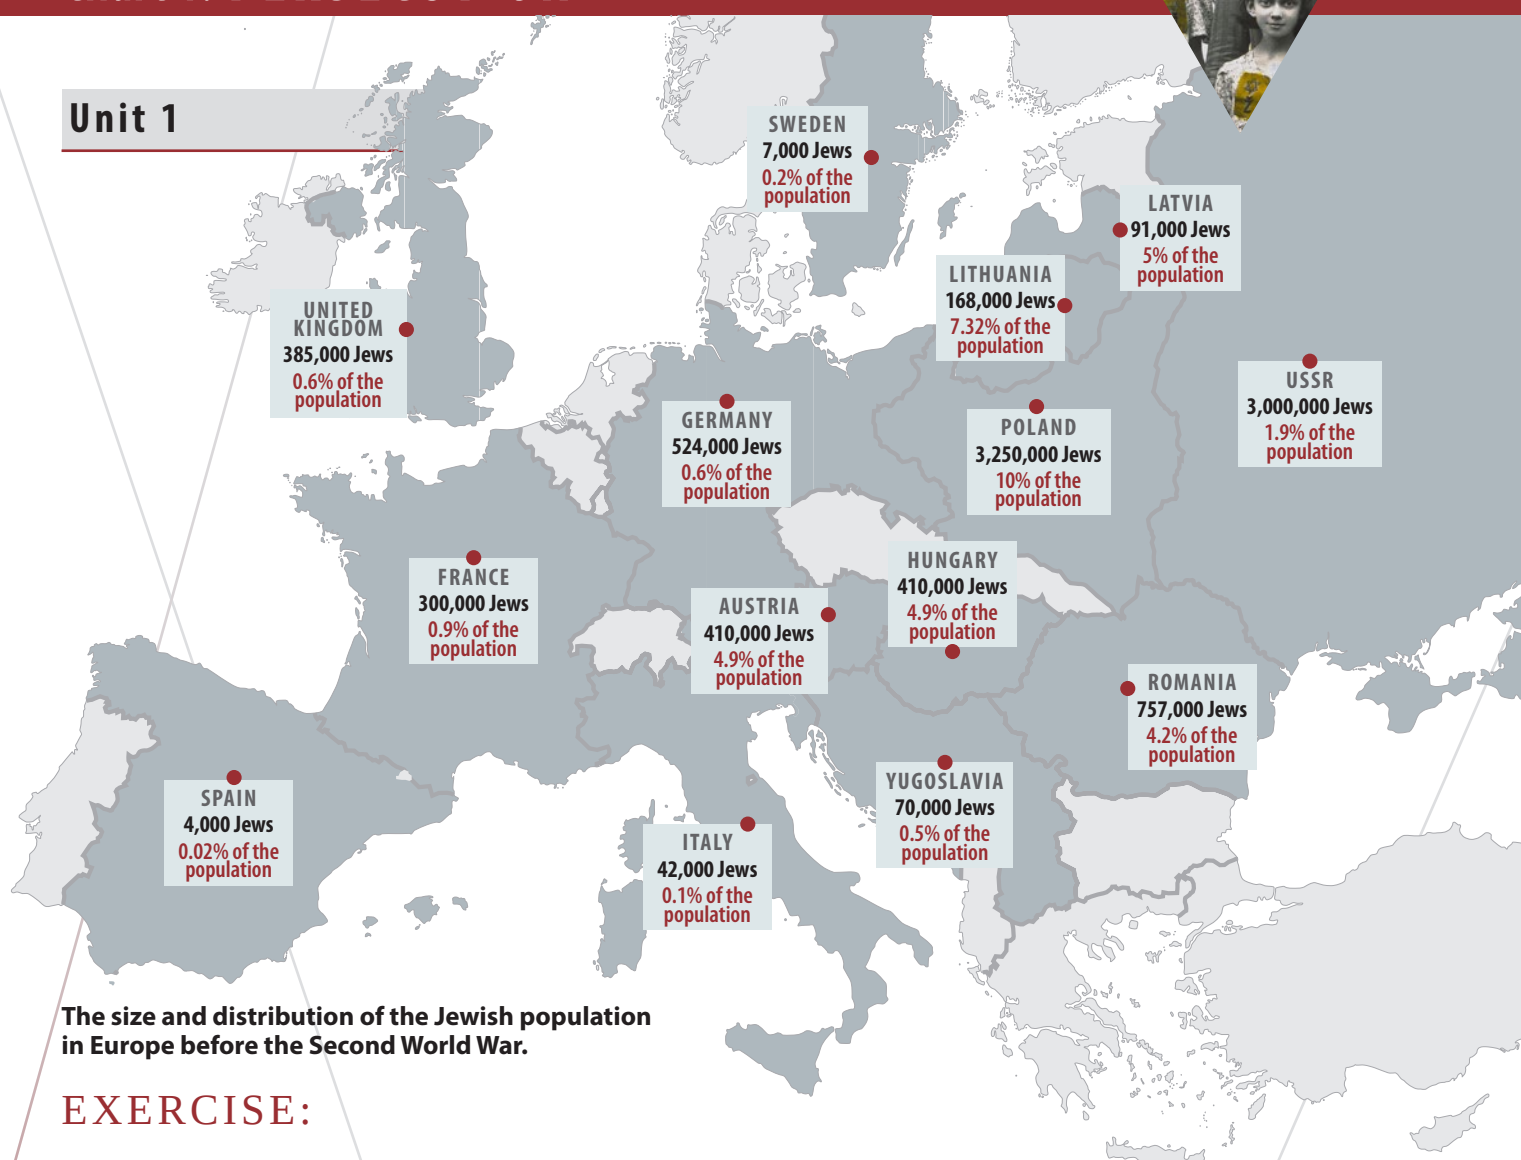 Unit 1
SWEDEN
7,000 Jews
0.2% of the
population
LATVIA
91,000 Jews
5% of the
population
LITHUANIA
168,000 Jews
7.32% of the
population
UNITED
KINGDOM
385,000 Jews
0.6% of the
population
USSR
3,000,000 Jews
1.9% of the
population
GERMANY
524,000 Jews
0.6% of the
population
POLAND
3,250,000 Jews
10% of the
population
FRANCE
300,000 Jews
0.9% of the
population
HUNGARY
410,000 Jews
4.9% of the
population
AUSTRIA
410,000 Jews
4.9% of the
population
ROMANIA
757,000 Jews
4.2% of the
population
SPAIN
4,000 Jews
0.02% of the
population
YUGOSLAVIA
70,000 Jews
0.5% of the
population
ITALY
42,000 Jews
0.1% of the
population
The size and distribution of the Jewish population
in Europe before the Second World War.
EXERCISE: